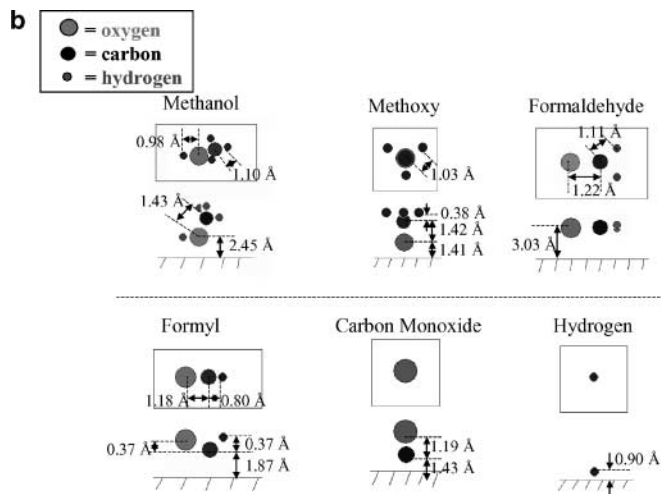 b
= oxygen
= carbon
= hydrogen
Methanol
Methoxy
Formaldehyde
0.98 Å
1.10 Å
1.03 Å
1.11 Å
1.22 Å
1.43 Å
2.45 Å
0.38 Å
1.42 Å
1.41 Å
3.03 Å
Formyl
Carbon Monoxide
Hydrogen
1.18 Å
0.80 Å
0.37 Å
0.37 Å
1.87 Å
1.19 Å
1.43 Å
10.90 Å